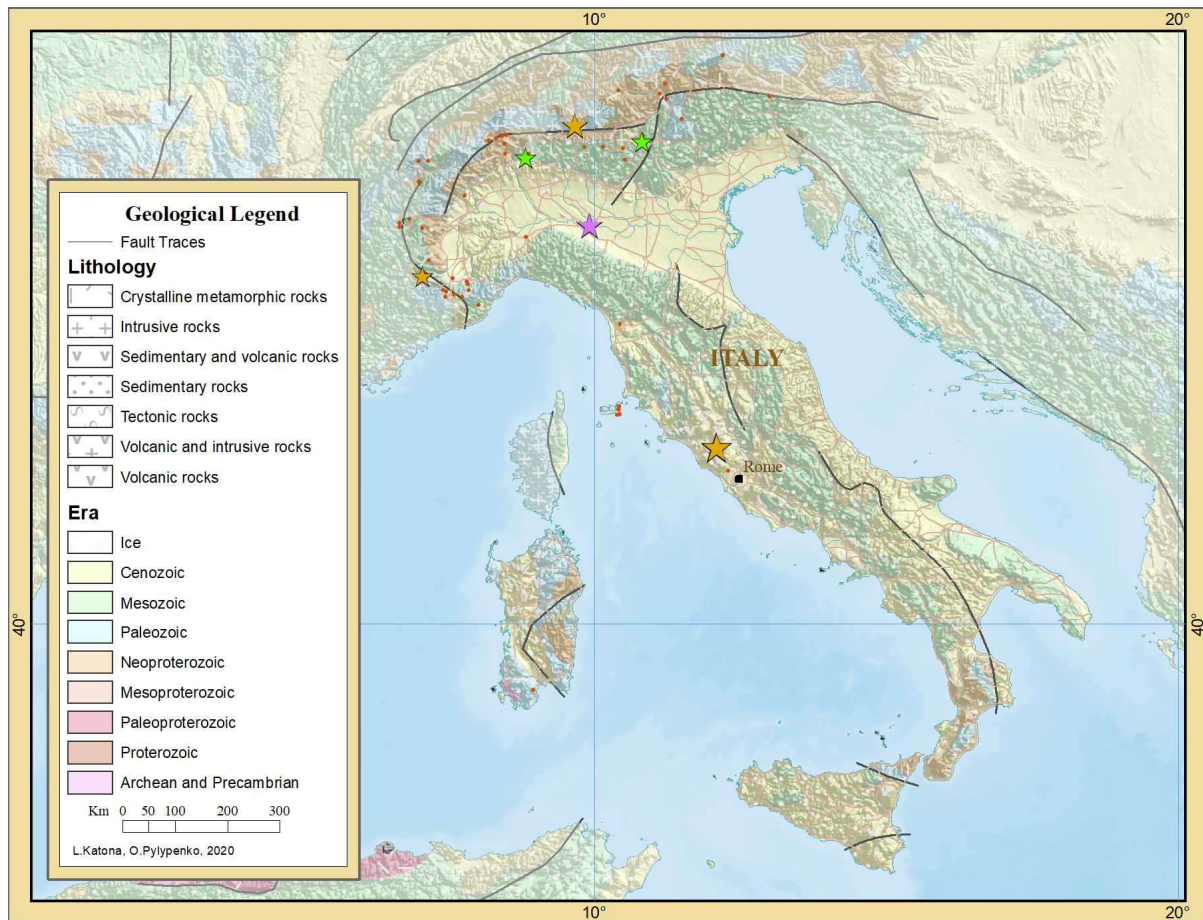 10°
20°
Geological Legend
Fault Traces
Lithology
Crystalline metamorphic rocks
Intrusive rocks
Sedimentary and volcanic rocks
Sedimentary rocks
Tectonic rocks
Volcanic and intrusive rocks
Volcanic rocks
Era
Ice
Cenozoic
Mesozoic
Paleozoic
Neoproterozoic
Mesoproterozoic
Paleoproterozoic
Proterozoic
Archean and Precambrian
Km 0 50 100 200 300
L.Katona, O.Pylypenko, 2020
ITALY
Rome
40°
40°
10°
20°